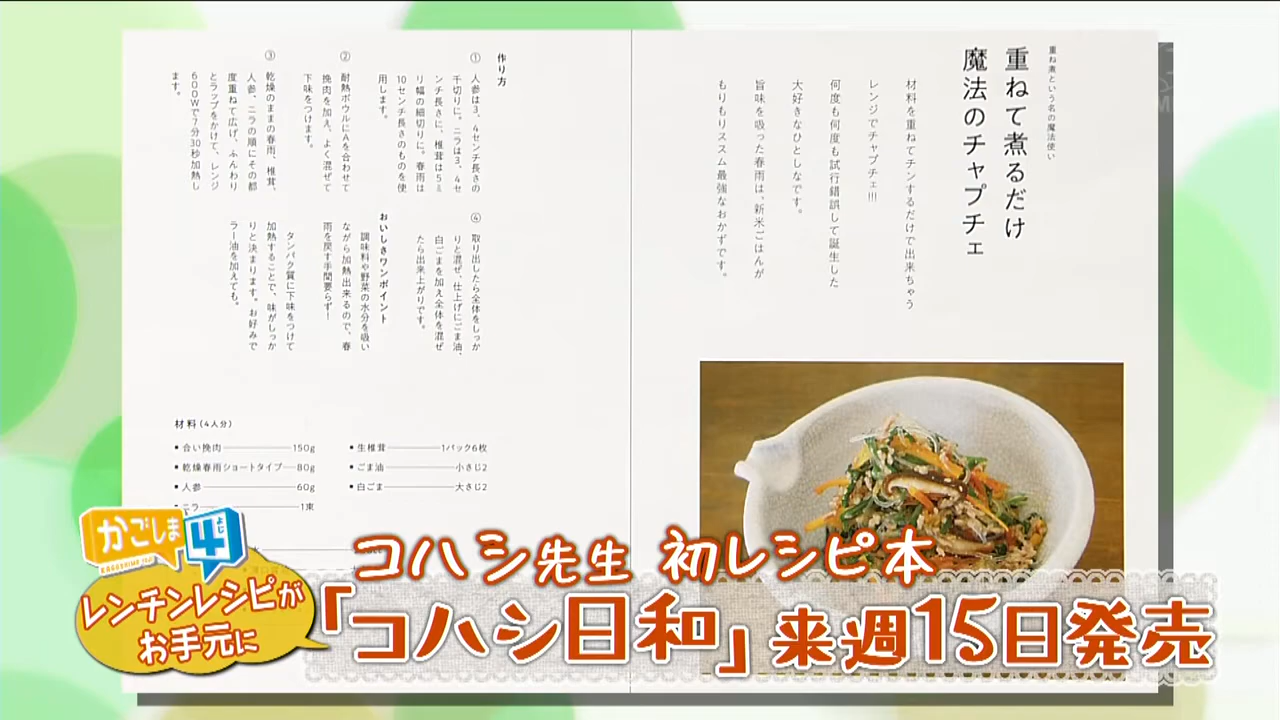 重ね煮という名の魔法使い
重ねて煮るだけ
魔法のチャプチェ
材料を重ねてチンするだけで出来ちゃう
レンジでチャプチェ!!!
何度も何度も試行錯誤して誕生した
大好きなひとしなです。
旨味を吸った春雨は、新米ごはんが
もりもりススム最強なおかずです。
作り方
① 人参は3、4センチ長さの
千切りに。ニラは3、4セ
ンチ長さに、椎茸は5ミ
リ幅の細切りに。春雨は
10センチ長さのものを使
用します。
② 耐熱ボウルにAを合わせて
挽肉を加え、よく混ぜて
下味をつけます。
③ 乾燥のままの春雨、椎茸、
人参、ニラの順にその都
度重ねて広げ、ふんわり
とラップをかけて、レンジ
600Wで7分30秒加熱し
ます。
④ 取り出したら全体をしっか
りと混ぜ、仕上げにごま油、
白ごまを加え全体を混ぜ
たら出来上がりです。
おいしさワンポイント
調味料や野菜の水分を吸い
ながら加熱出来るので、春
雨を戻す手間要らず！
タンパク質に下味をつけて
加熱することで、味がしっか
りと決まります。お好みで
ラー油を加えても。
材料(4人分)
▪合い挽肉 150g
▪乾燥春雨ショートタイプ 80g
▪人参 60g
▪ニラ 1束
▪生椎茸 1パック6枚
▪ごま油 小さじ2
▪白ごま 大さじ2
かごしま4
よじ
KAGOSHIMA YOJI
レンチンレシピが
お手元に
コハシ先生 初レシピ本
「コハシ日和」来週15日発売